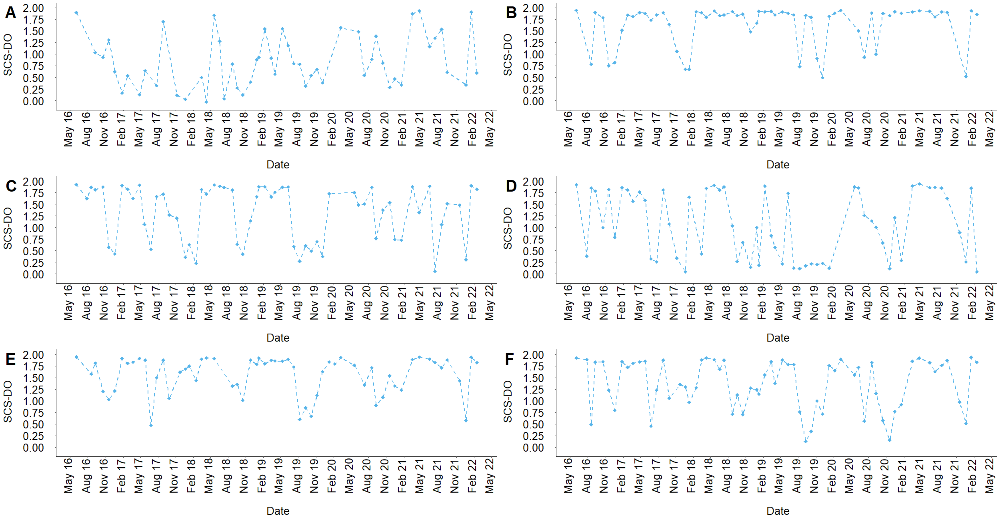 A
SCS-DO
2.00
1.75
1.50
1.25
1.00
0.75
0.50
0.25
0.00
May 16
Aug 16
Nov 16
Feb 17
May 17
Aug 17
Nov 17
Feb 18
May 18
Aug 18
Nov 18
Feb 19
May 19
Aug 19
Nov 19
Feb 20
May 20
Aug 20
Nov 20
Feb 21
May 21
Aug 21
Nov 21
Feb 22
May 22
Date
B
SCS-DO
2.00
1.75
1.50
1.25
1.00
0.75
0.50
0.25
0.00
May 16
Aug 16
Nov 16
Feb 17
May 17
Aug 17
Nov 17
Feb 18
May 18
Aug 18
Nov 18
Feb 19
May 19
Aug 19
Nov 19
Feb 20
May 20
Aug 20
Nov 20
Feb 21
May 21
Aug 21
Nov 21
Feb 22
May 22
Date
C
SCS-DO
2.00
1.75
1.50
1.25
1.00
0.75
0.50
0.25
0.00
May 16
Aug 16
Nov 16
Feb 17
May 17
Aug 17
Nov 17
Feb 18
May 18
Aug 18
Nov 18
Feb 19
May 19
Aug 19
Nov 19
Feb 20
May 20
Aug 20
Nov 20
Feb 21
May 21
Aug 21
Nov 21
Feb 22
May 22
Date
D
SCS-DO
2.00
1.75
1.50
1.25
1.00
0.75
0.50
0.25
0.00
May 16
Aug 16
Nov 16
Feb 17
May 17
Aug 17
Nov 17
Feb 18
May 18
Aug 18
Nov 18
Feb 19
May 19
Aug 19
Nov 19
Feb 20
May 20
Aug 20
Nov 20
Feb 21
May 21
Aug 21
Nov 21
Feb 22
May 22
Date
E
SCS-DO
2.00
1.75
1.50
1.25
1.00
0.75
0.50
0.25
0.00
May 16
Aug 16
Nov 16
Feb 17
May 17
Aug 17
Nov 17
Feb 18
May 18
Aug 18
Nov 18
Feb 19
May 19
Aug 19
Nov 19
Feb 20
May 20
Aug 20
Nov 20
Feb 21
May 21
Aug 21
Nov 21
Feb 22
May 22
Date
F
SCS-DO
2.00
1.75
1.50
1.25
1.00
0.75
0.50
0.25
0.00
May 16
Aug 16
Nov 16
Feb 17
May 17
Aug 17
Nov 17
Feb 18
May 18
Aug 18
Nov 18
Feb 19
May 19
Aug 19
Nov 19
Feb 20
May 20
Aug 20
Nov 20
Feb 21
May 21
Aug 21
Nov 21
Feb 22
May 22
Date